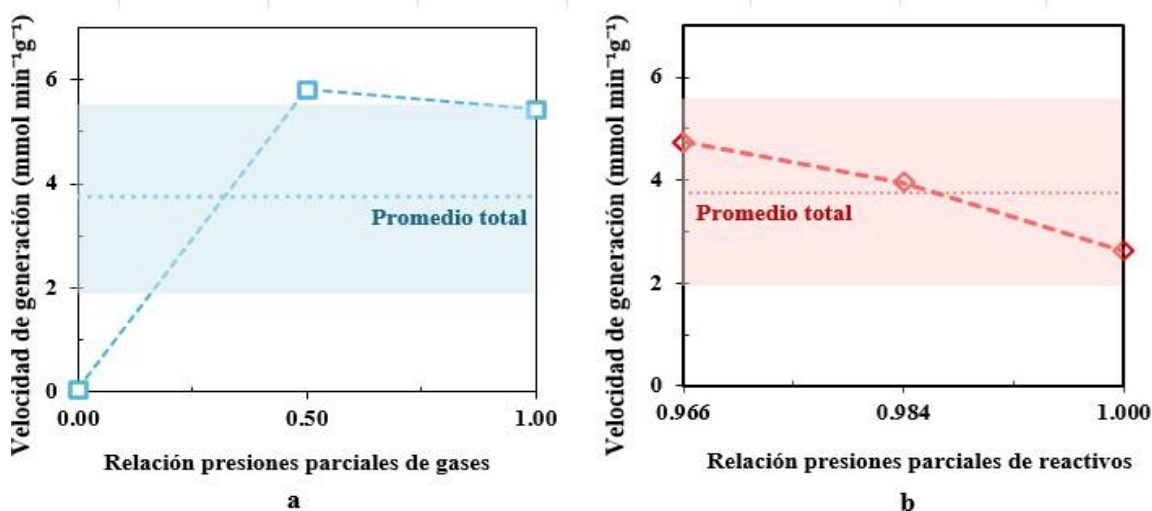 Velocidad de generación (mmol min⁻¹g⁻¹)
6
4
2
0
Promedio total
0.00
0.50
1.00
Relación presiones parciales de gases
a
Velocidad de generación (mmol min⁻¹g⁻¹)
6
4
2
0
Promedio total
0.966
0.984
1.000
Relación presiones parciales de reactivos
b